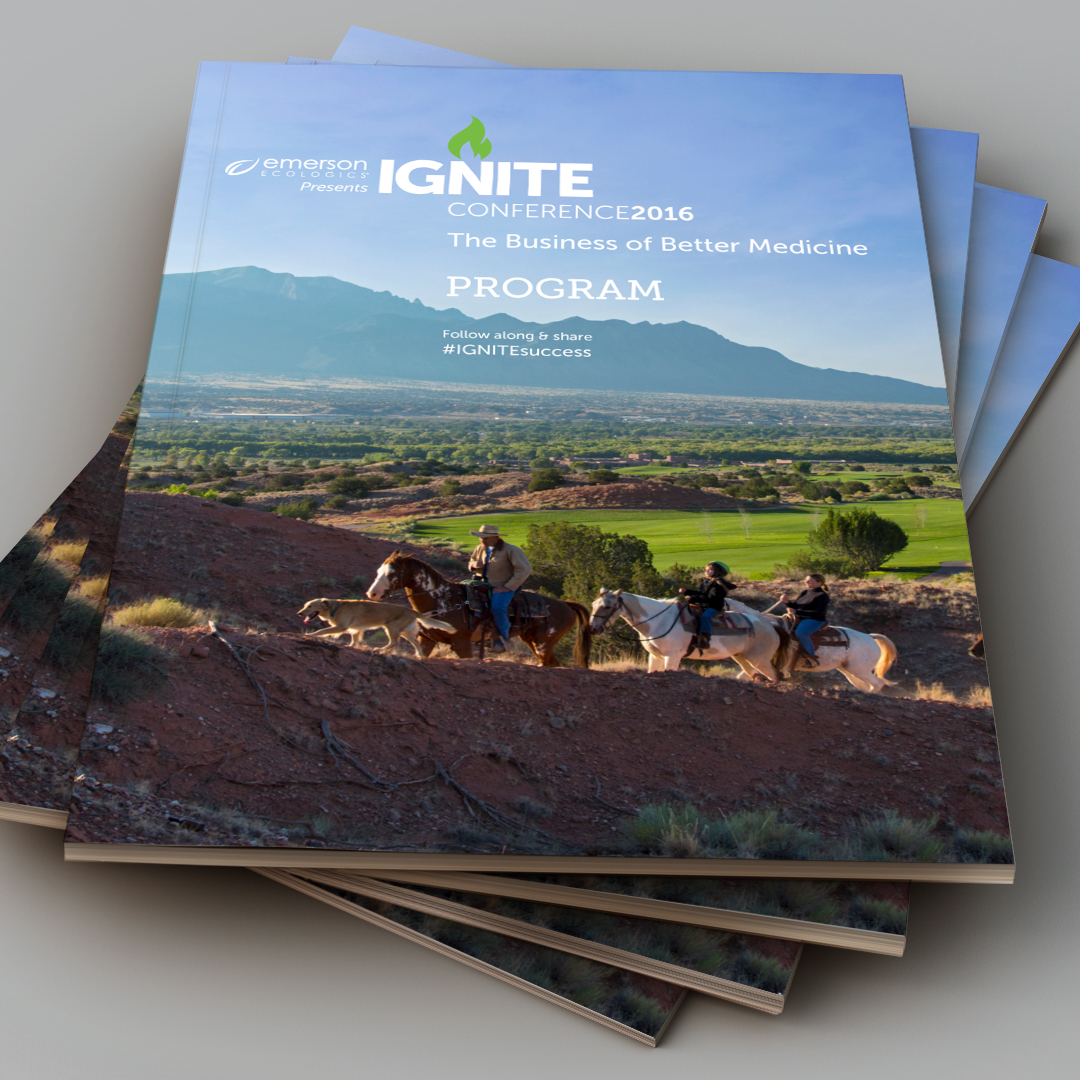 emerson
ECOLOGICS®
Presents
IGNITE
CONFERENCE2016
The Business of Better Medicine
PROGRAM
Follow along & share
#IGNITEsuccess